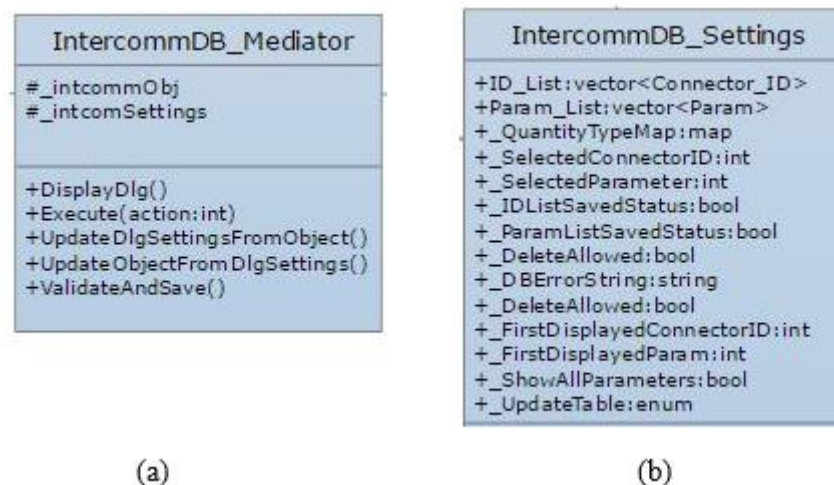 IntercommDB_Mediator
#_intcommObj
#_intcomSettings
+DisplayDlg()
+Execute(action:int)
+UpdateDlgSettingsFromObject()
+UpdateObjectFromDlgSettings()
+ValidateAndSave()
(a)
IntercommDB_Settings
+ID_List:vector<Connector_ID>
+Param_List:vector<Param>
+_QuantityTypeMap:map
+_SelectedConnectorID:int
+_SelectedParameter:int
+_IDListSavedStatus:bool
+_ParamListSavedStatus:bool
+_DeleteAllowed:bool
+_DBErrorString:string
+_DeleteAllowed:bool
+_FirstDisplayedConnectorID:int
+_FirstDisplayedParam:int
+_ShowAllParameters:bool
+_UpdateTable:enum
(b)